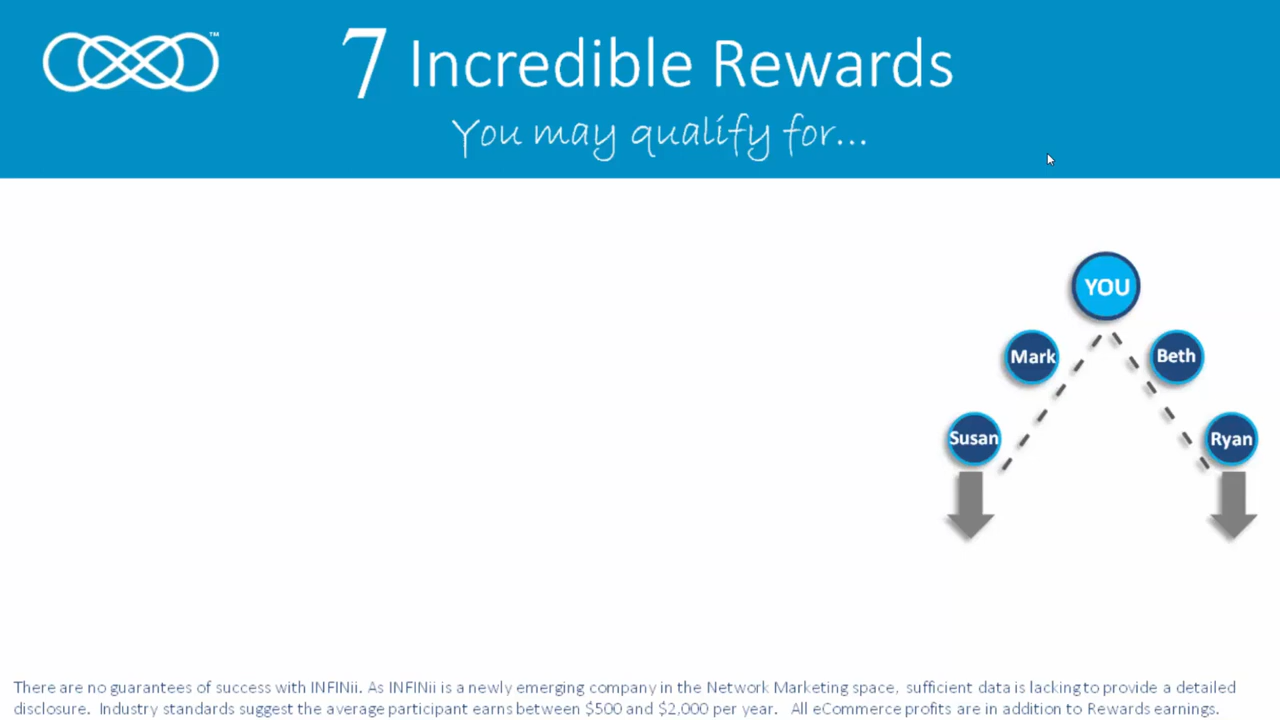 ™
7 Incredible Rewards
You may qualify for...
YOU
Mark
Beth
Susan
Ryan
There are no guarantees of success with INFINii. As INFINii is a newly emerging company in the Network Marketing space, sufficient data is lacking to provide a detailed
disclosure. Industry standards suggest the average participant earns between $500 and $2,000 per year. All eCommerce profits are in addition to Rewards earnings.